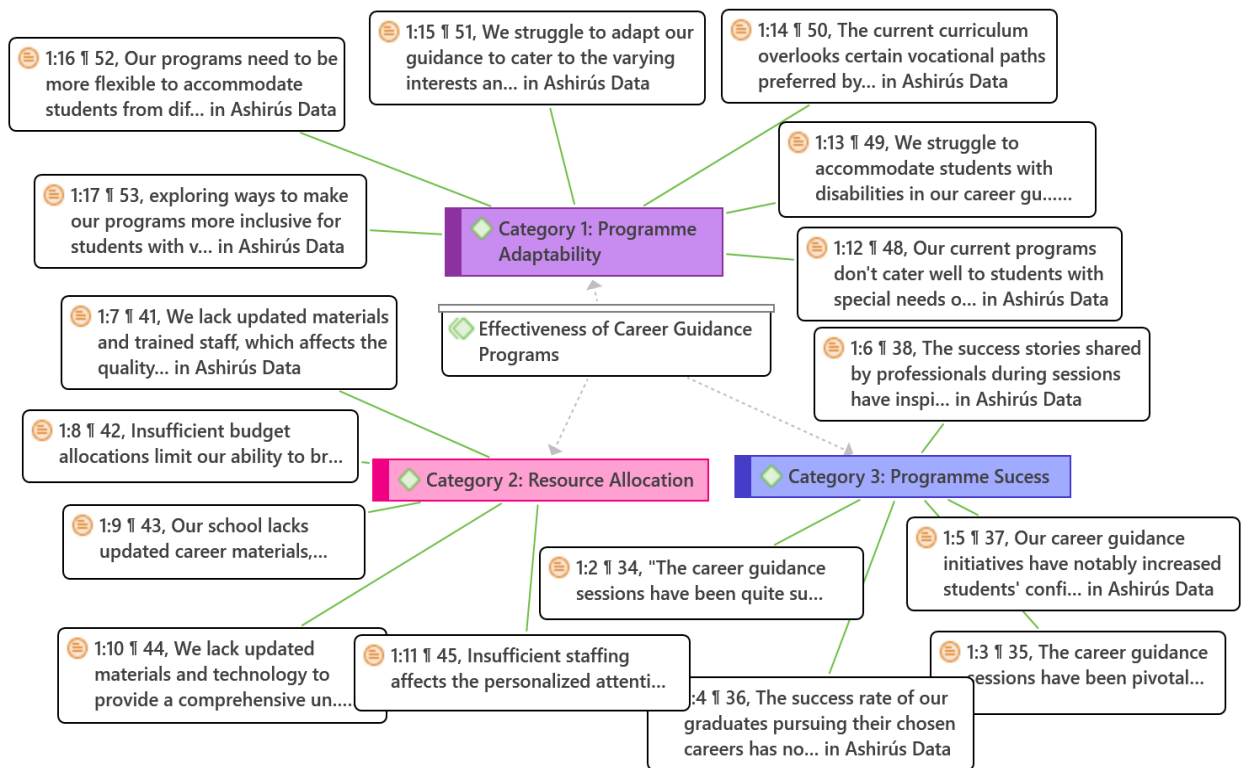 1:16 ¶ 52, Our programs need to be
more flexible to accommodate
students from dif... in Ashirús Data
1:15 ¶ 51, We struggle to adapt our
guidance to cater to the varying
interests an... in Ashirús Data
1:14 ¶ 50, The current curriculum
overlooks certain vocational paths
preferred by... in Ashirús Data
1:13 ¶ 49, We struggle to
accommodate students with
disabilities in our career gu......
1:17 ¶ 53, exploring ways to make
our programs more inclusive for
students with v... in Ashirús Data
Category 1: Programme
Adaptability
1:12 ¶ 48, Our current programs
don't cater well to students with
special needs o... in Ashirús Data
1:7 ¶ 41, We lack updated materials
and trained staff, which affects the
quality... in Ashirús Data
Effectiveness of Career Guidance
Programs
1:6 ¶ 38, The success stories shared
by professionals during sessions
have inspi... in Ashirús Data
1:8 ¶ 42, Insufficient budget
allocations limit our ability to br...
Category 2: Resource Allocation
Category 3: Programme Sucess
1:9 ¶ 43, Our school lacks
updated career materials,...
1:2 ¶ 34, "The career guidance
sessions have been quite su...
1:5 ¶ 37, Our career guidance
initiatives have notably increased
students' confi... in Ashirús Data
1:10 ¶ 44, We lack updated
materials and technology to
provide a comprehensive un....
1:11 ¶ 45, Insufficient staffing
affects the personalized attenti...
1:3 ¶ 35, The career guidance
sessions have been pivotal...
:4 ¶ 36, The success rate of our
graduates pursuing their chosen
careers has no... in Ashirús Data